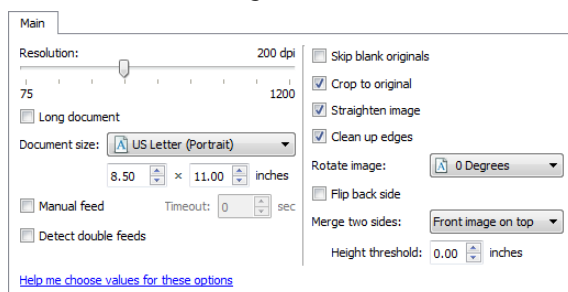 Main
Resolution: 200 dpi
75 1200
Long document
Document size: US Letter (Portrait)
8.50 × 11.00 inches
Manual feed Timeout: 0 sec
Detect double feeds
Help me choose values for these options
Skip blank originals
Crop to original
Straighten image
Clean up edges
Rotate image: 0 Degrees
Flip back side
Merge two sides: Front image on top
Height threshold: 0.00 inches